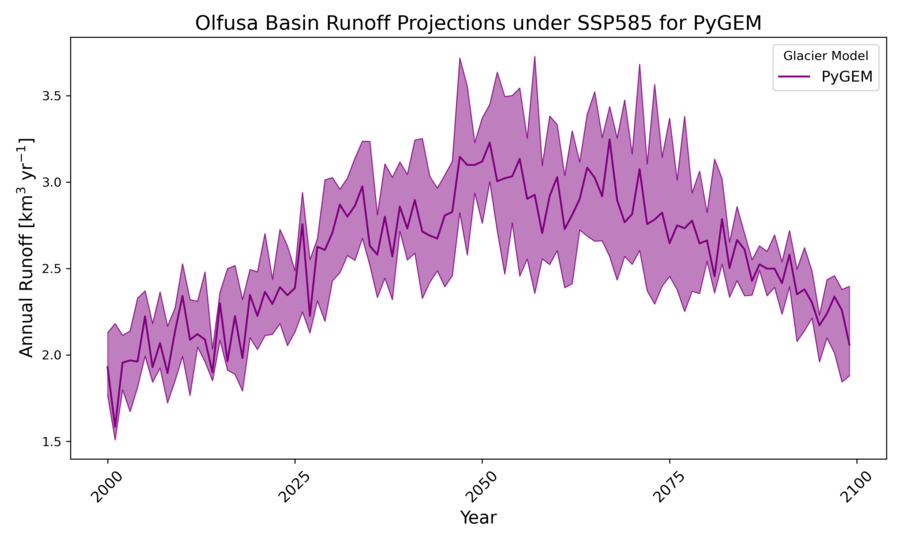 Olfusa Basin Runoff Projections under SSP585 for PyGEM
Glacier Model
PyGEM
Annual Runoff [km³ yr⁻¹]
3.5
3.0
2.5
2.0
1.5
2000
2025
2050
2075
2100
Year